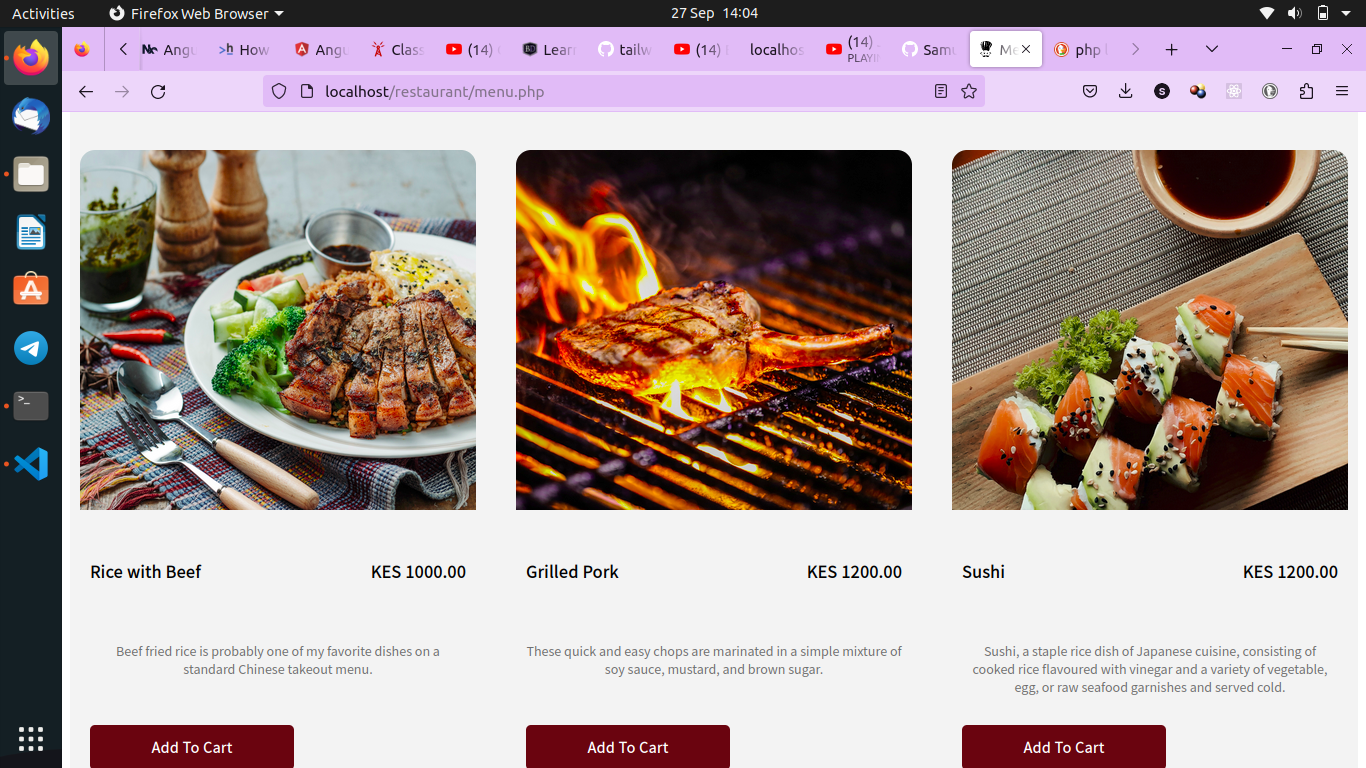 Activities
Firefox Web Browser
27 Sep 14:04
Angu
How
Angu
Class
(14)
Learn
tailw
(14)
localhos
(14)
PLAYI
Samu
Me
php
localhost/restaurant/menu.php
S
Rice with Beef
KES 1000.00
Grilled Pork
KES 1200.00
Sushi
KES 1200.00
Beef fried rice is probably one of my favorite dishes on a
standard Chinese takeout menu.
These quick and easy chops are marinated in a simple mixture of
soy sauce, mustard, and brown sugar.
Sushi, a staple rice dish of Japanese cuisine, consisting of
cooked rice flavoured with vinegar and a variety of vegetable,
egg, or raw seafood garnishes and served cold.
Add To Cart
Add To Cart
Add To Cart